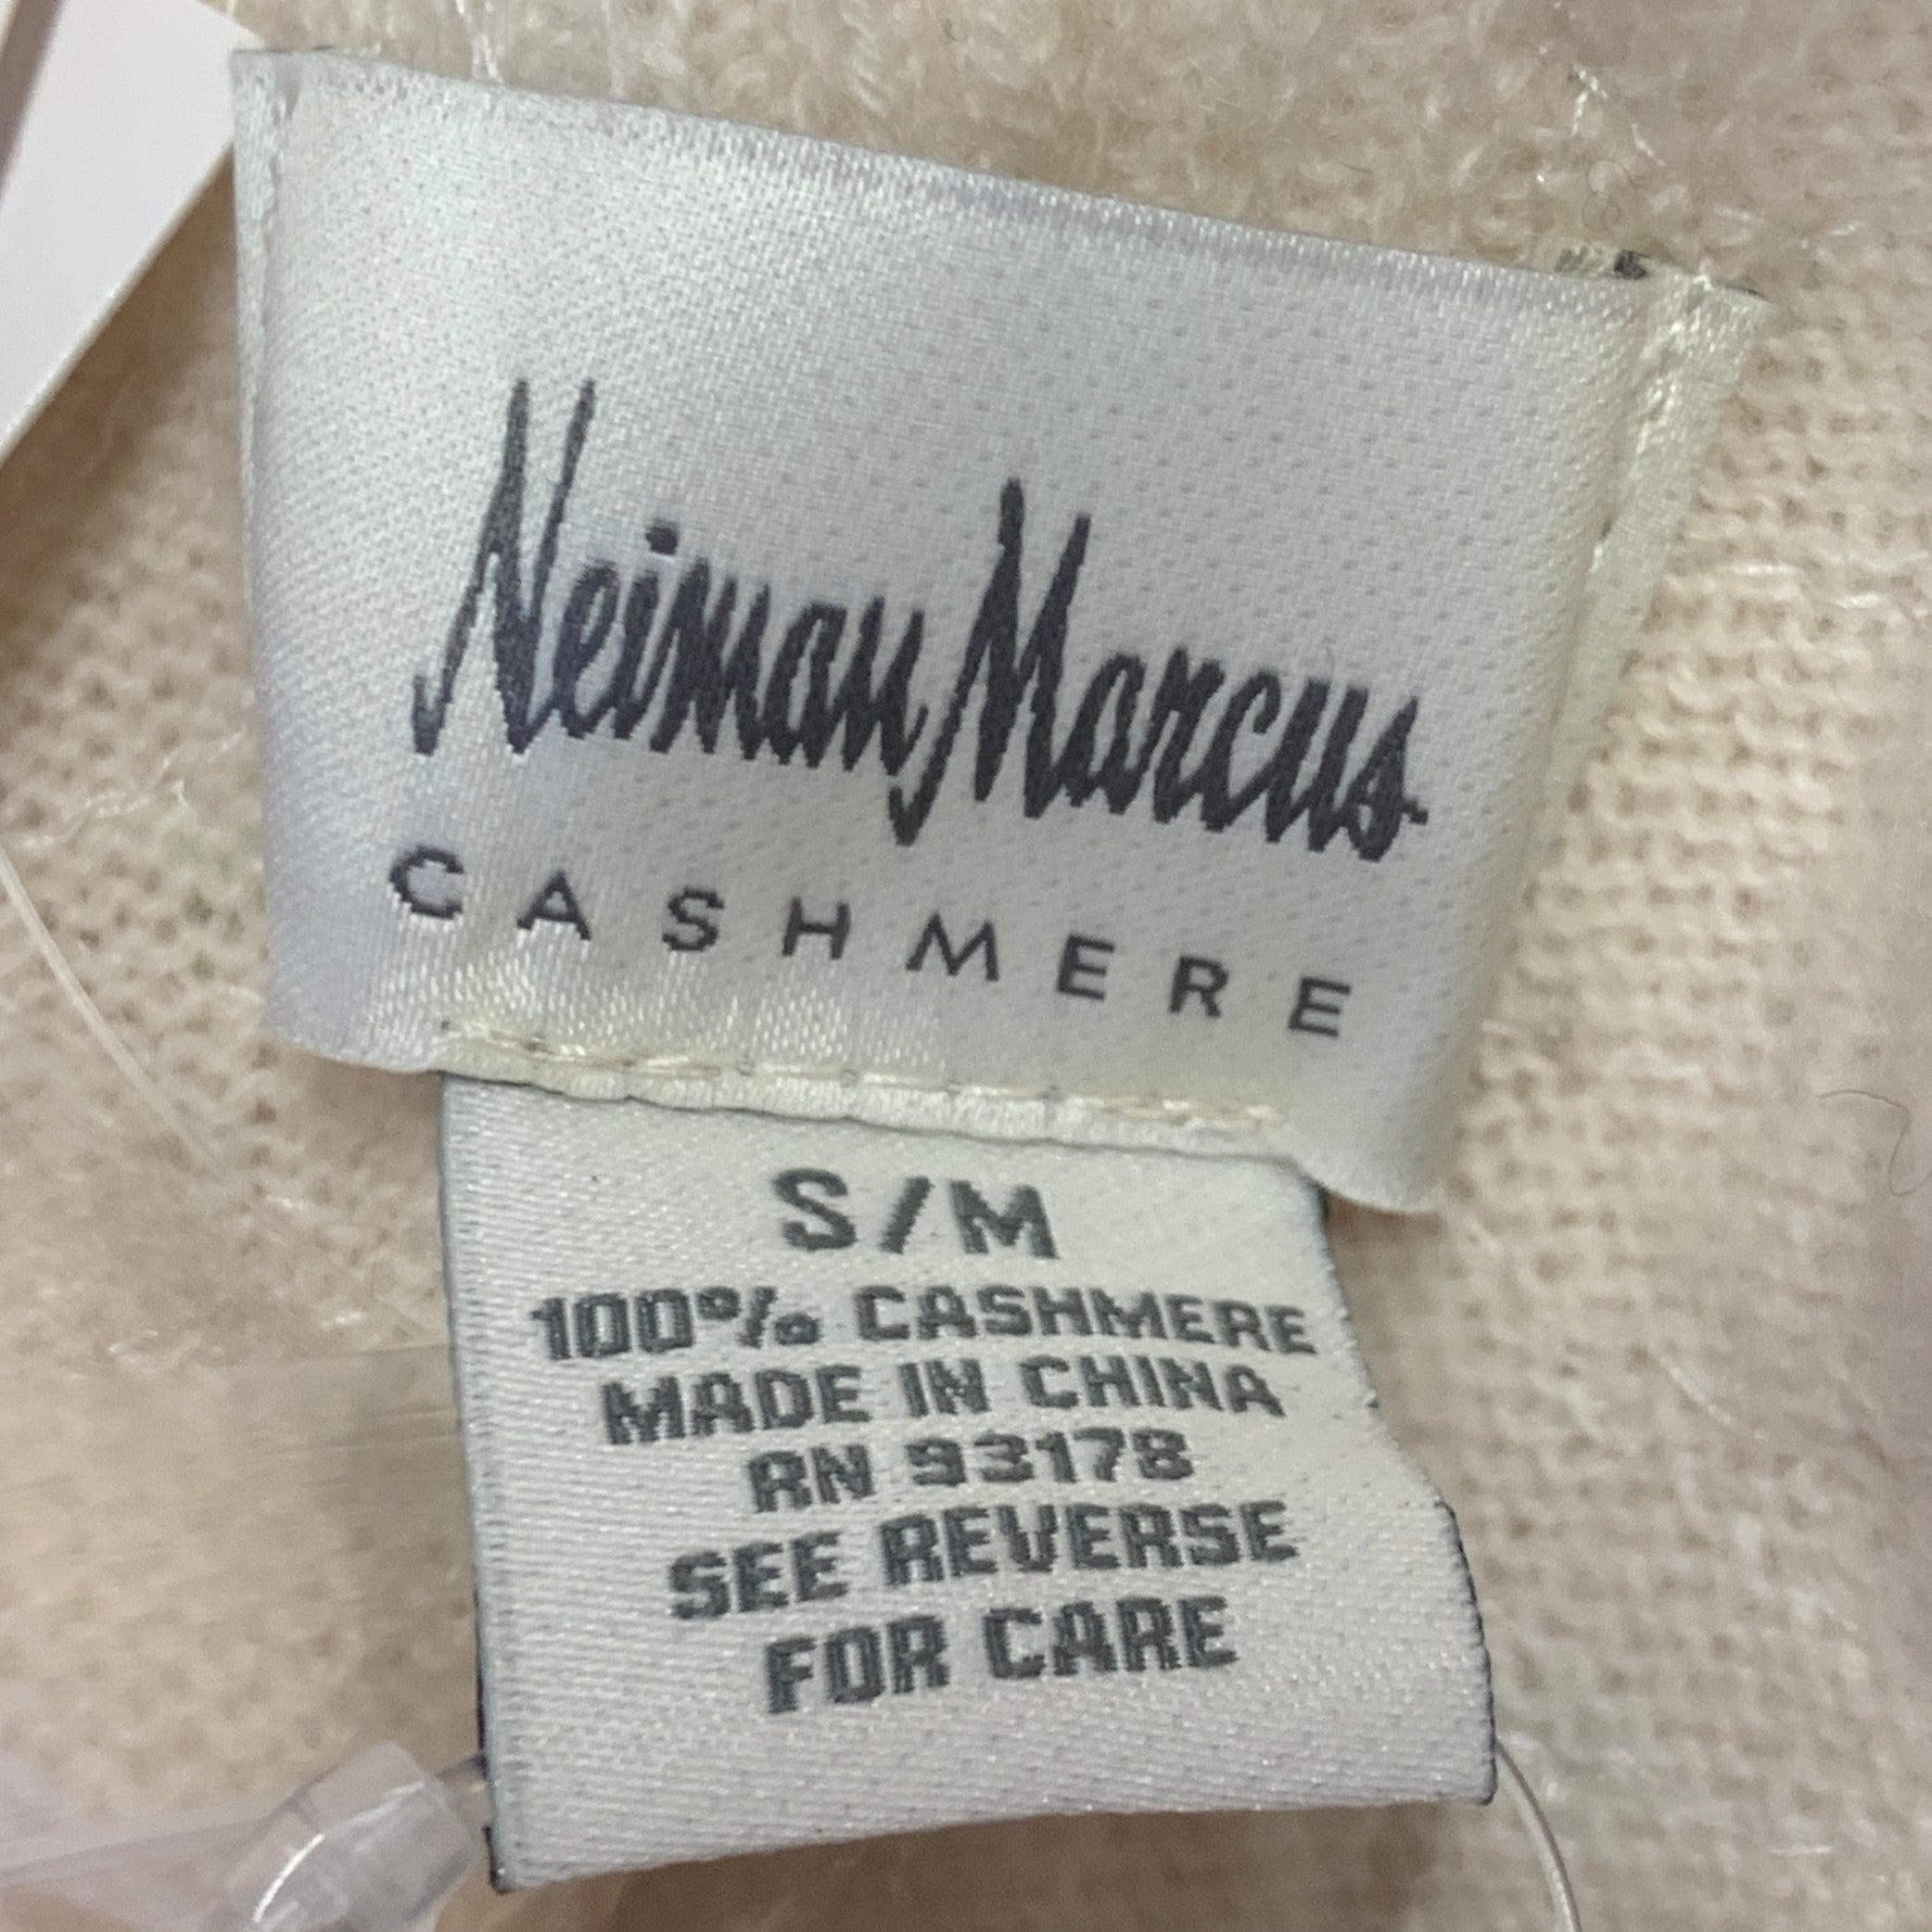 Neiman Marcus
CASHMERE
S/M
100% CASHMERE
MADE IN CHINA
RN 93178
SEE REVERSE
FOR CARE